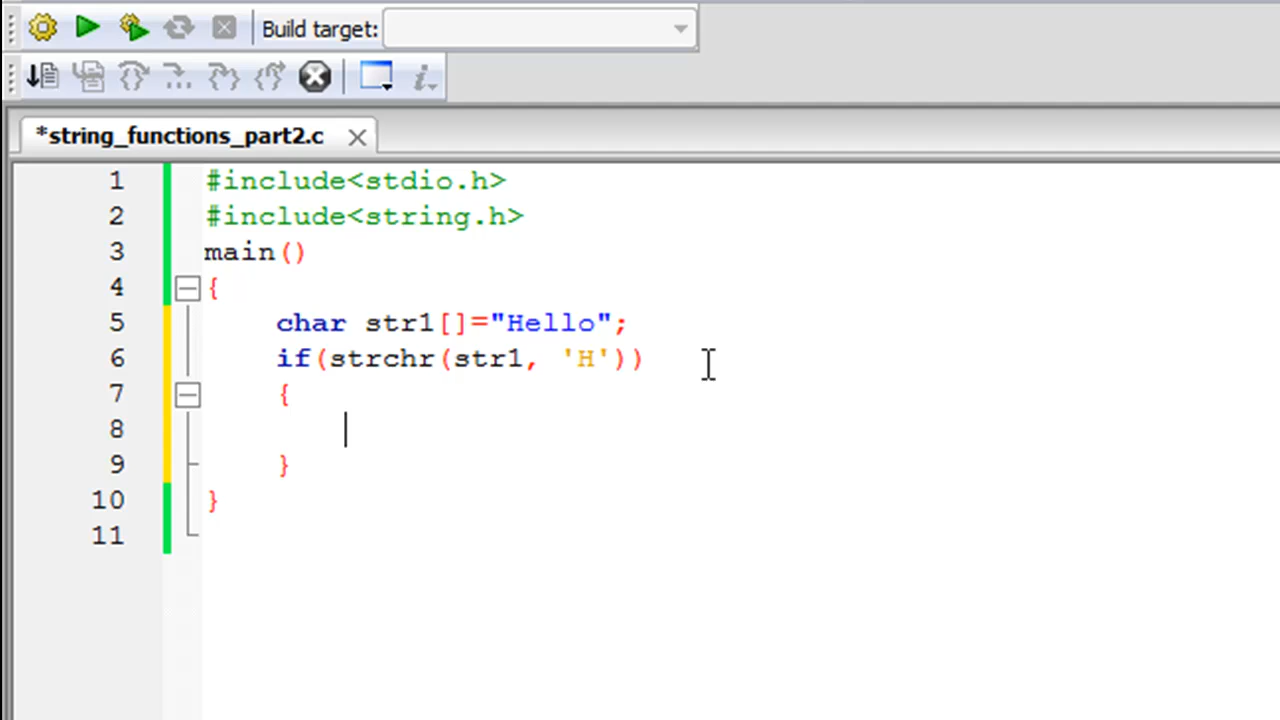 Build target:
*string_functions_part2.c
1 #include<stdio.h>
2 #include<string.h>
3 main()
4 {
5 char str1[]="Hello";
6 if(strchr(str1, 'H'))
7 {
8
9 }
10 }
11